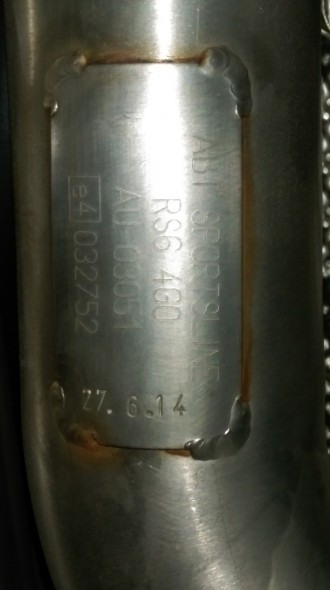 ABT SPORTSLINE
RS6 4G0
AU-03051
e4 032752
27.6.14